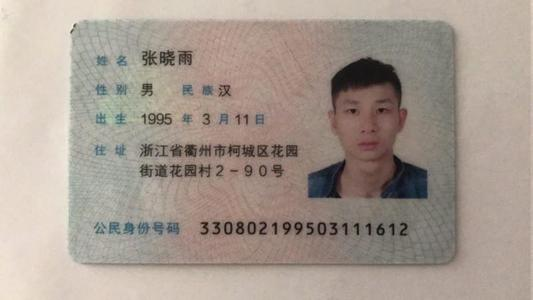 姓名 张晓雨
性别 男 民族 汉
出生 1995 年 3 月 11 日
住址 浙江省衢州市柯城区花园
街道花园村2－90号
公民身份号码 330802199503111612